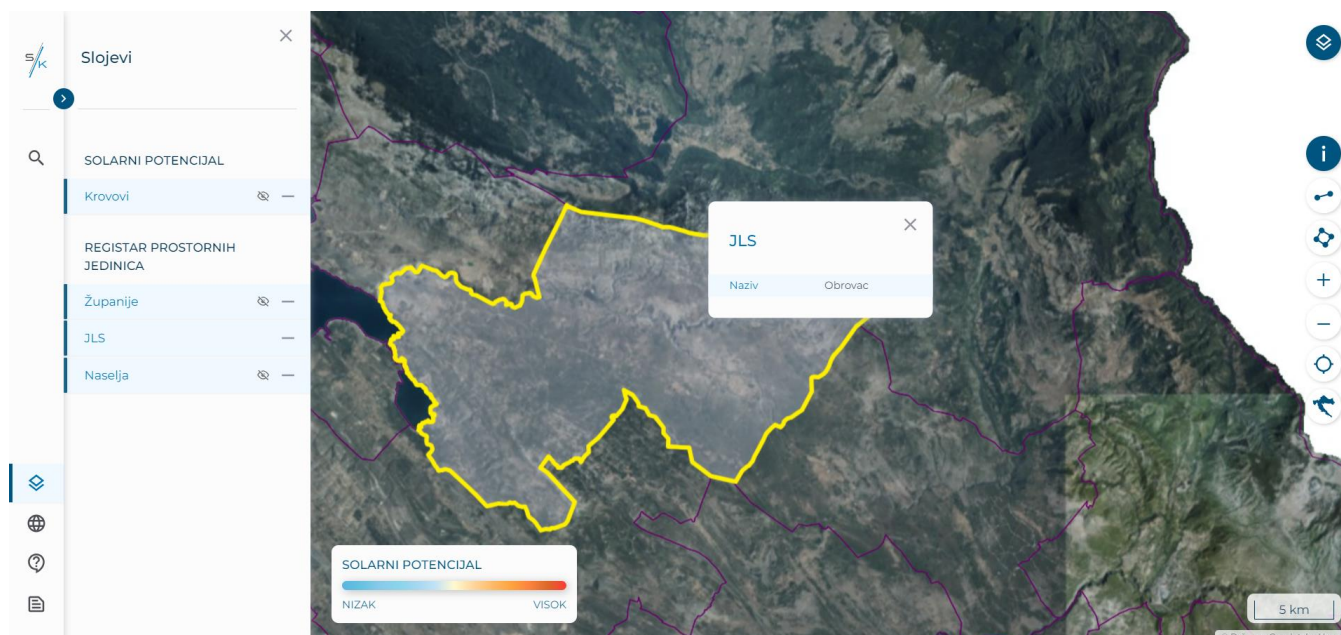 S/K
Slojevi
SOLARNI POTENCIJAL
Krovovi
REGISTAR PROSTORNIH
JEDINICA
Županije
JLS
Naselja
JLS
Naziv Obrovac
SOLARNI POTENCIJAL
NIZAK VISOK
5 km